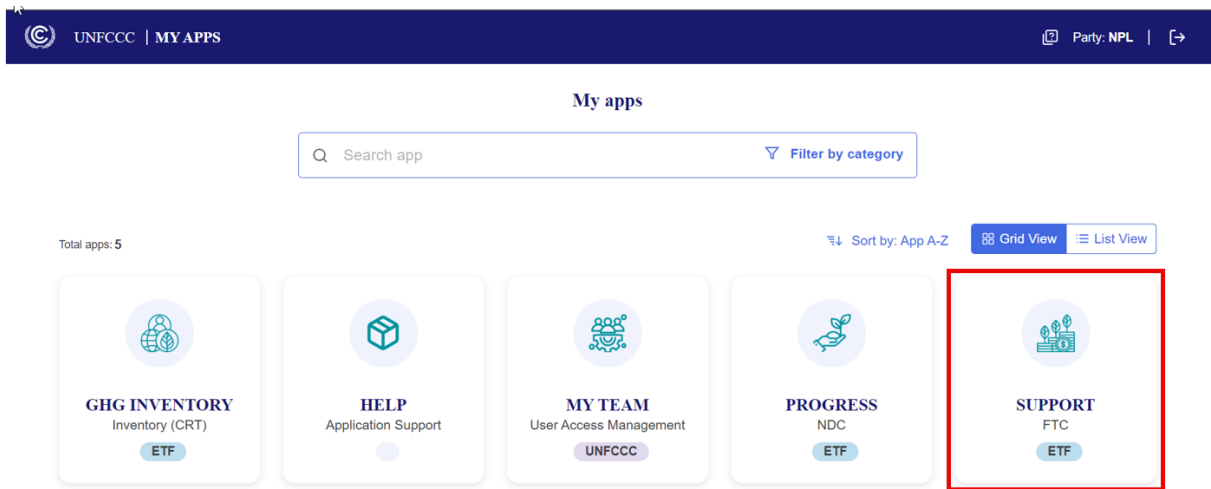 UNFCCC | MY APPS
Party: NPL |
My apps
Search app
Filter by category
Total apps: 5
Sort by: App A-Z
Grid View
List View
GHG INVENTORY
Inventory (CRT)
ETF
HELP
Application Support
MY TEAM
User Access Management
UNFCCC
PROGRESS
NDC
ETF
SUPPORT
FTC
ETF